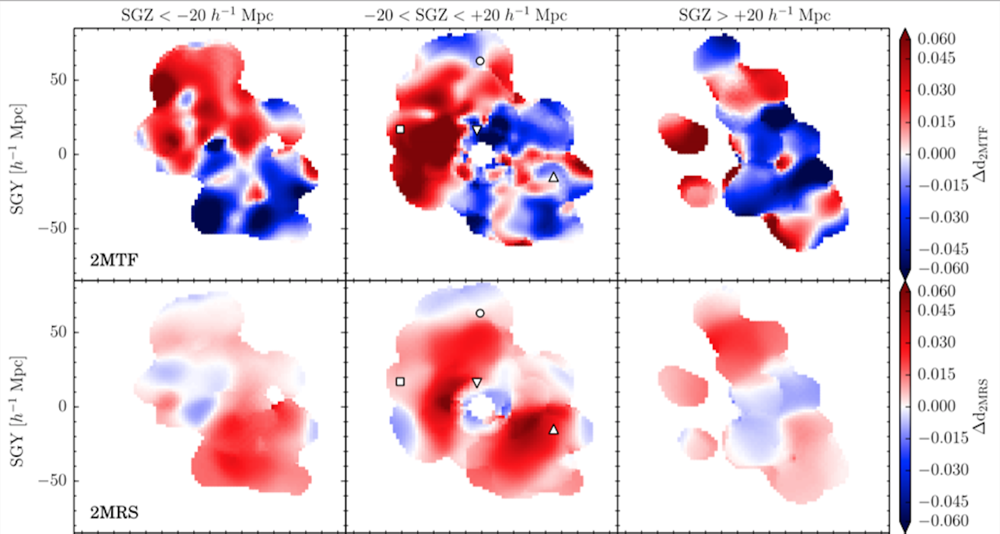 SGZ < −20 h⁻¹ Mpc
−20 < SGZ < +20 h⁻¹ Mpc
SGZ > +20 h⁻¹ Mpc
SGY [h⁻¹ Mpc]
50
0
−50
2MTF
0.060
0.045
0.030
0.015
0.000
−0.015
−0.030
−0.045
−0.060
Δd2MTF
SGY [h⁻¹ Mpc]
50
0
−50
2MRS
0.060
0.045
0.030
0.015
0.000
−0.015
−0.030
−0.045
−0.060
Δd2MRS